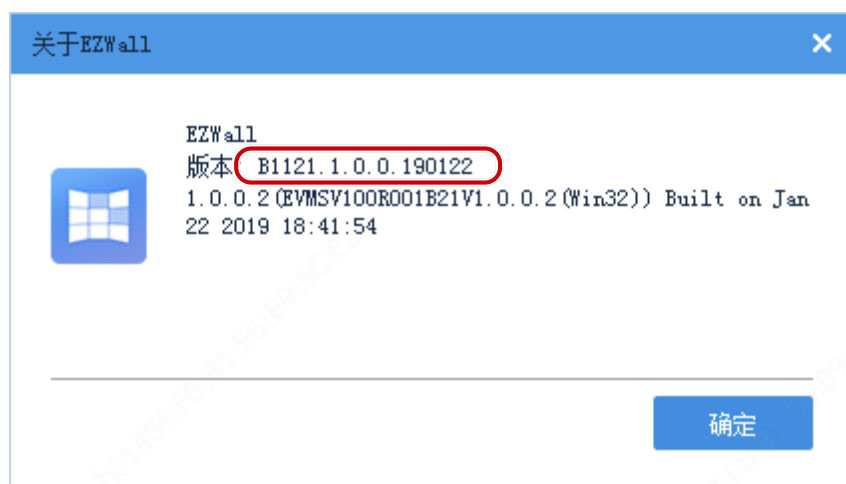 关于EZWall
EZWall
版本: B1121.1.0.0.190122
1.0.0.2(EVMSV100R001B21V1.0.0.2(Win32)) Built on Jan
22 2019 18:41:54
确定